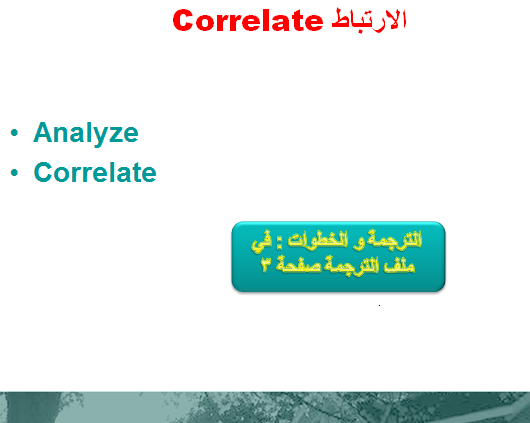 الارتباط Correlate
• Analyze
• Correlate
الترجمة و الخطوات : في
ملف الترجمة صفحة ٣